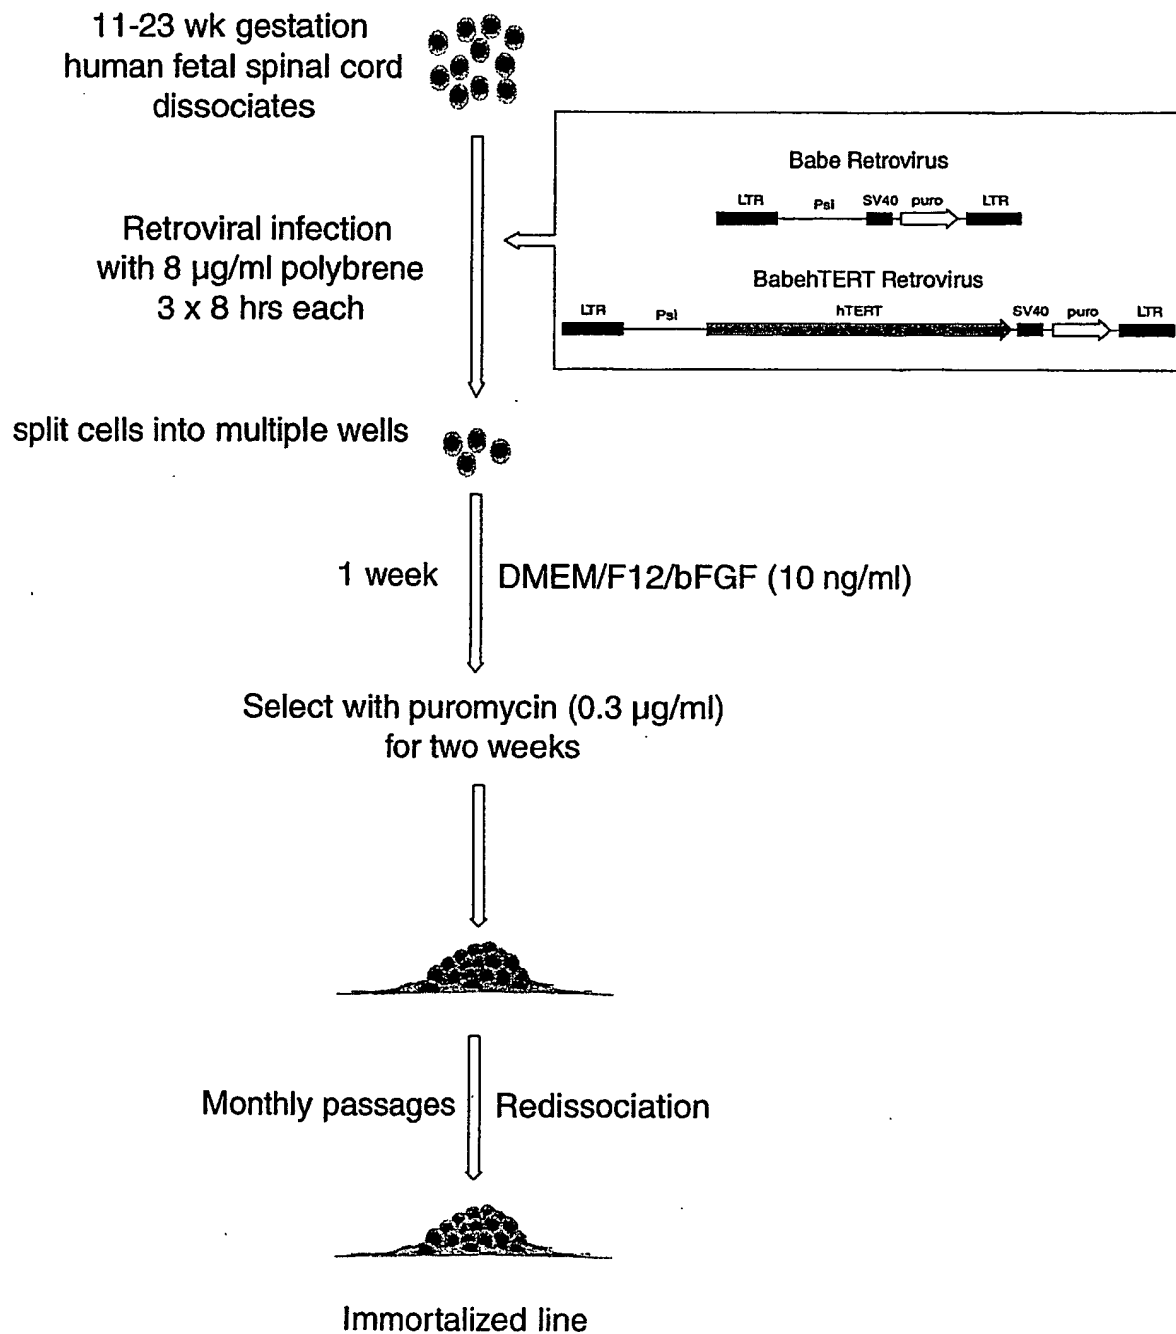 11-23 wk gestation
human fetal spinal cord
dissociates
Babe Retrovirus
LTR Psi SV40 puro LTR
Retroviral infection
with 8 µg/ml polybrene
3 x 8 hrs each
BabehTERT Retrovirus
LTR Psi hTERT SV40 puro LTR
split cells into multiple wells
1 week DMEM/F12/bFGF (10 ng/ml)
Select with puromycin (0.3 µg/ml)
for two weeks
Monthly passages Redissociation
Immortalized line